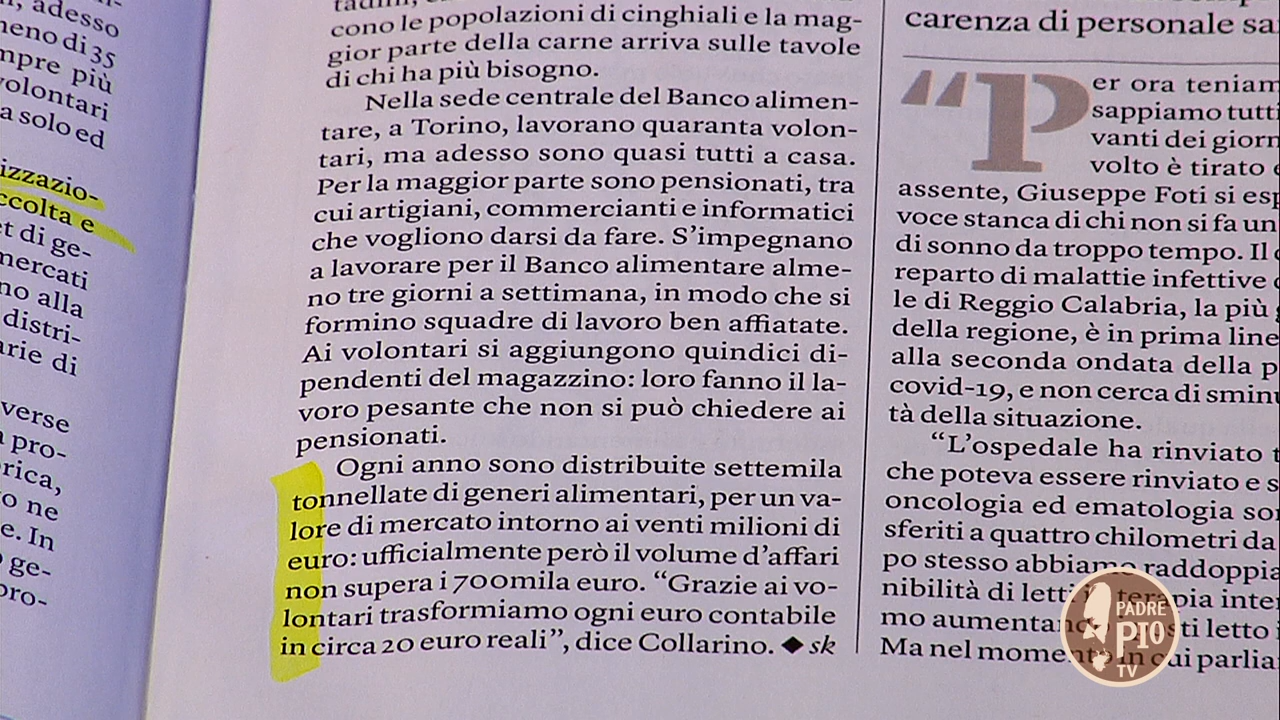 adesso
meno di 35
mpre più
volontari
a solo ed
izzazio-
ccolta e
et di ge-
mercati
no alla
distri-
arie di
verse
pro-
erica,
to ne
e. In
ge-
pro-
cono le popolazioni di cinghiali e la mag-
gior parte della carne arriva sulle tavole
di chi ha più bisogno.
Nella sede centrale del Banco alimen-
tare, a Torino, lavorano quaranta volon-
tari, ma adesso sono quasi tutti a casa.
Per la maggior parte sono pensionati, tra
cui artigiani, commercianti e informatici
che vogliono darsi da fare. S'impegnano
a lavorare per il Banco alimentare alme-
no tre giorni a settimana, in modo che si
formino squadre di lavoro ben affiatate.
Ai volontari si aggiungono quindici di-
pendenti del magazzino: loro fanno il la-
voro pesante che non si può chiedere ai
pensionati.
Ogni anno sono distribuite settemila
tonnellate di generi alimentari, per un va-
lore di mercato intorno ai venti milioni di
euro: ufficialmente però il volume d'affari
non supera i 700mila euro. "Grazie ai vo-
lontari trasformiamo ogni euro contabile
in circa 20 euro reali", dice Collarino. ◆ sk
carenza di personale sa
"Per ora teniam
sappiamo tutti
vanti dei giorn
volto è tirato
assente, Giuseppe Foti si esp
voce stanca di chi non si fa un
di sonno da troppo tempo. Il
reparto di malattie infettive
le di Reggio Calabria, la più
della regione, è in prima line
alla seconda ondata della p
covid-19, e non cerca di sminu
tà della situazione.
"L'ospedale ha rinviato t
che poteva essere rinviato e s
oncologia ed ematologia so
sferiti a quattro chilometri da
po stesso abbiamo raddoppia
nibilità di letti in terapia inte
mo aumentando posti letto
Ma nel momento in cui parlia
PADRE
PIO
TV